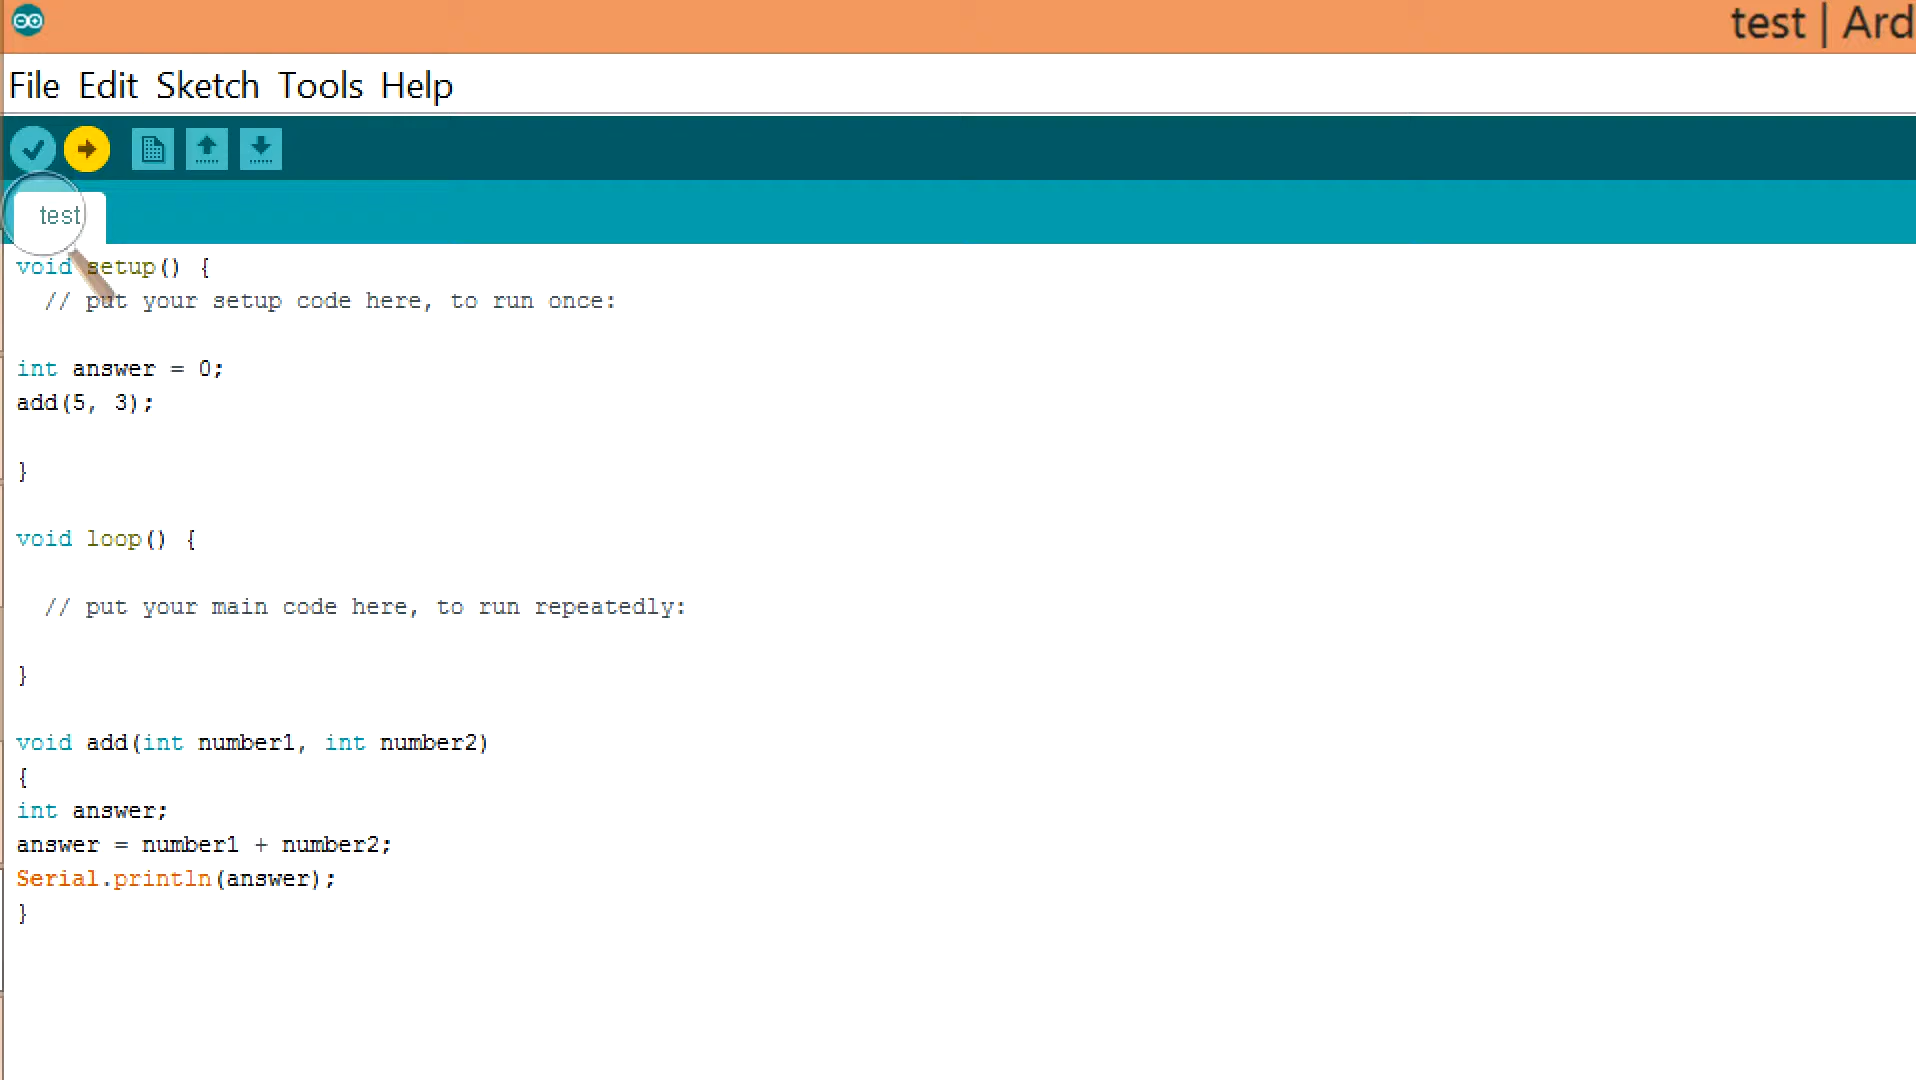 test | Ard
File Edit Sketch Tools Help
test
void setup() {
  // put your setup code here, to run once:
int answer = 0;
add(5, 3);
}
void loop() {
  // put your main code here, to run repeatedly:
}
void add(int number1, int number2)
{
int answer;
answer = number1 + number2;
Serial.println(answer);
}